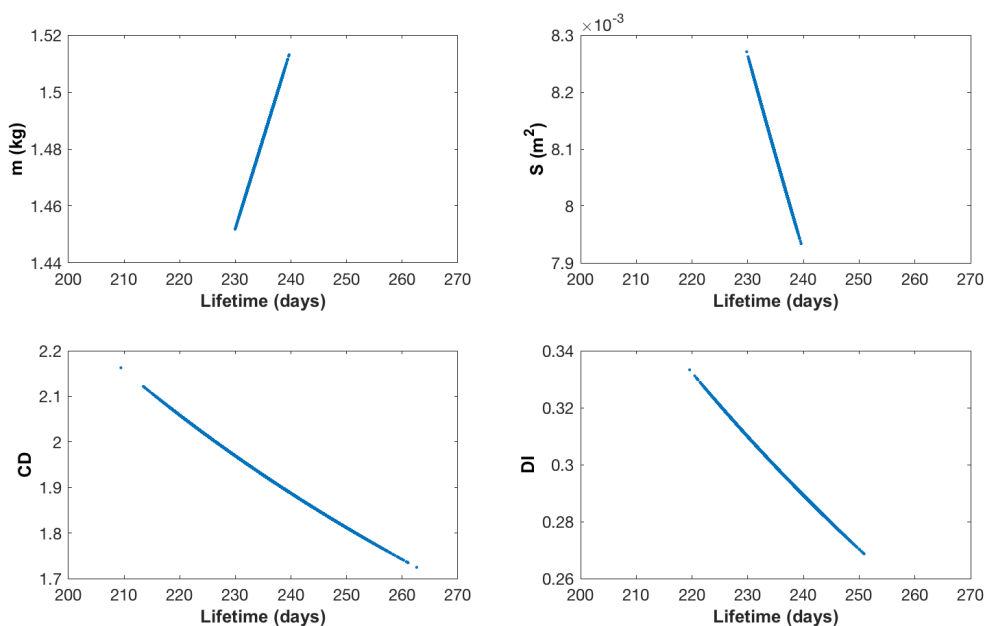 1.52
1.5
1.48
1.46
1.44
m (kg)
200 210 220 230 240 250 260 270
Lifetime (days)
×10⁻³
8.3
8.2
8.1
8
7.9
S (m²)
200 210 220 230 240 250 260 270
Lifetime (days)
2.2
2.1
2
1.9
1.8
1.7
CD
200 210 220 230 240 250 260 270
Lifetime (days)
0.34
0.32
0.3
0.28
0.26
DI
200 210 220 230 240 250 260 270
Lifetime (days)